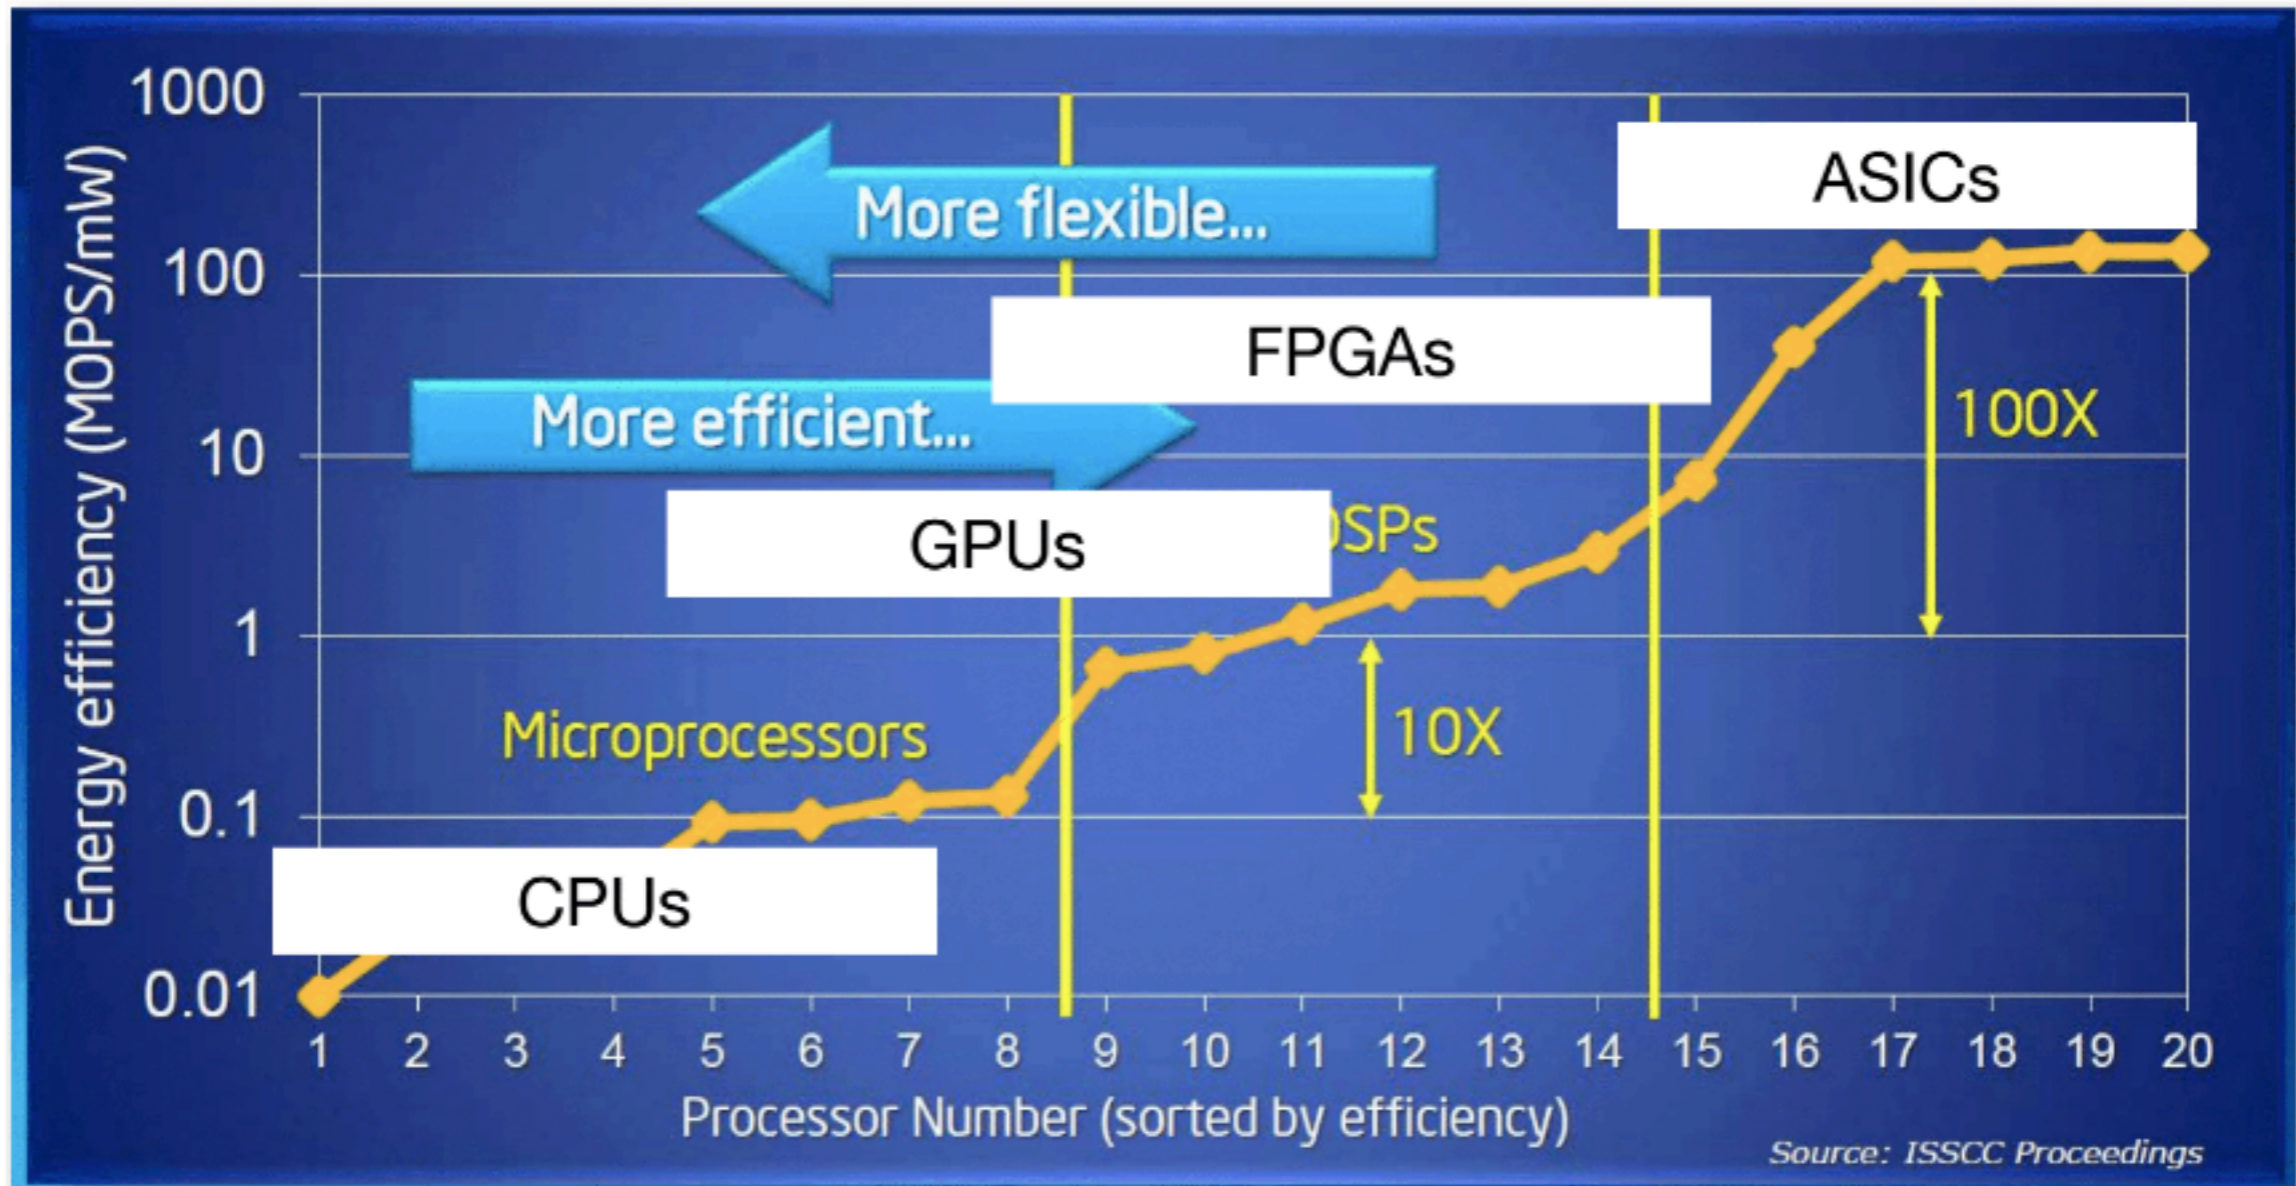 1000
ASICs
More flexible...
100
FPGAs
100X
More efficient...
10
GPUs
DSPs
1
Microprocessors
10X
0.1
CPUs
0.01
1 2 3 4 5 6 7 8 9 10 11 12 13 14 15 16 17 18 19 20
Energy efficiency (MOPS/mW)
Processor Number (sorted by efficiency)
Source: ISSCC Proceedings